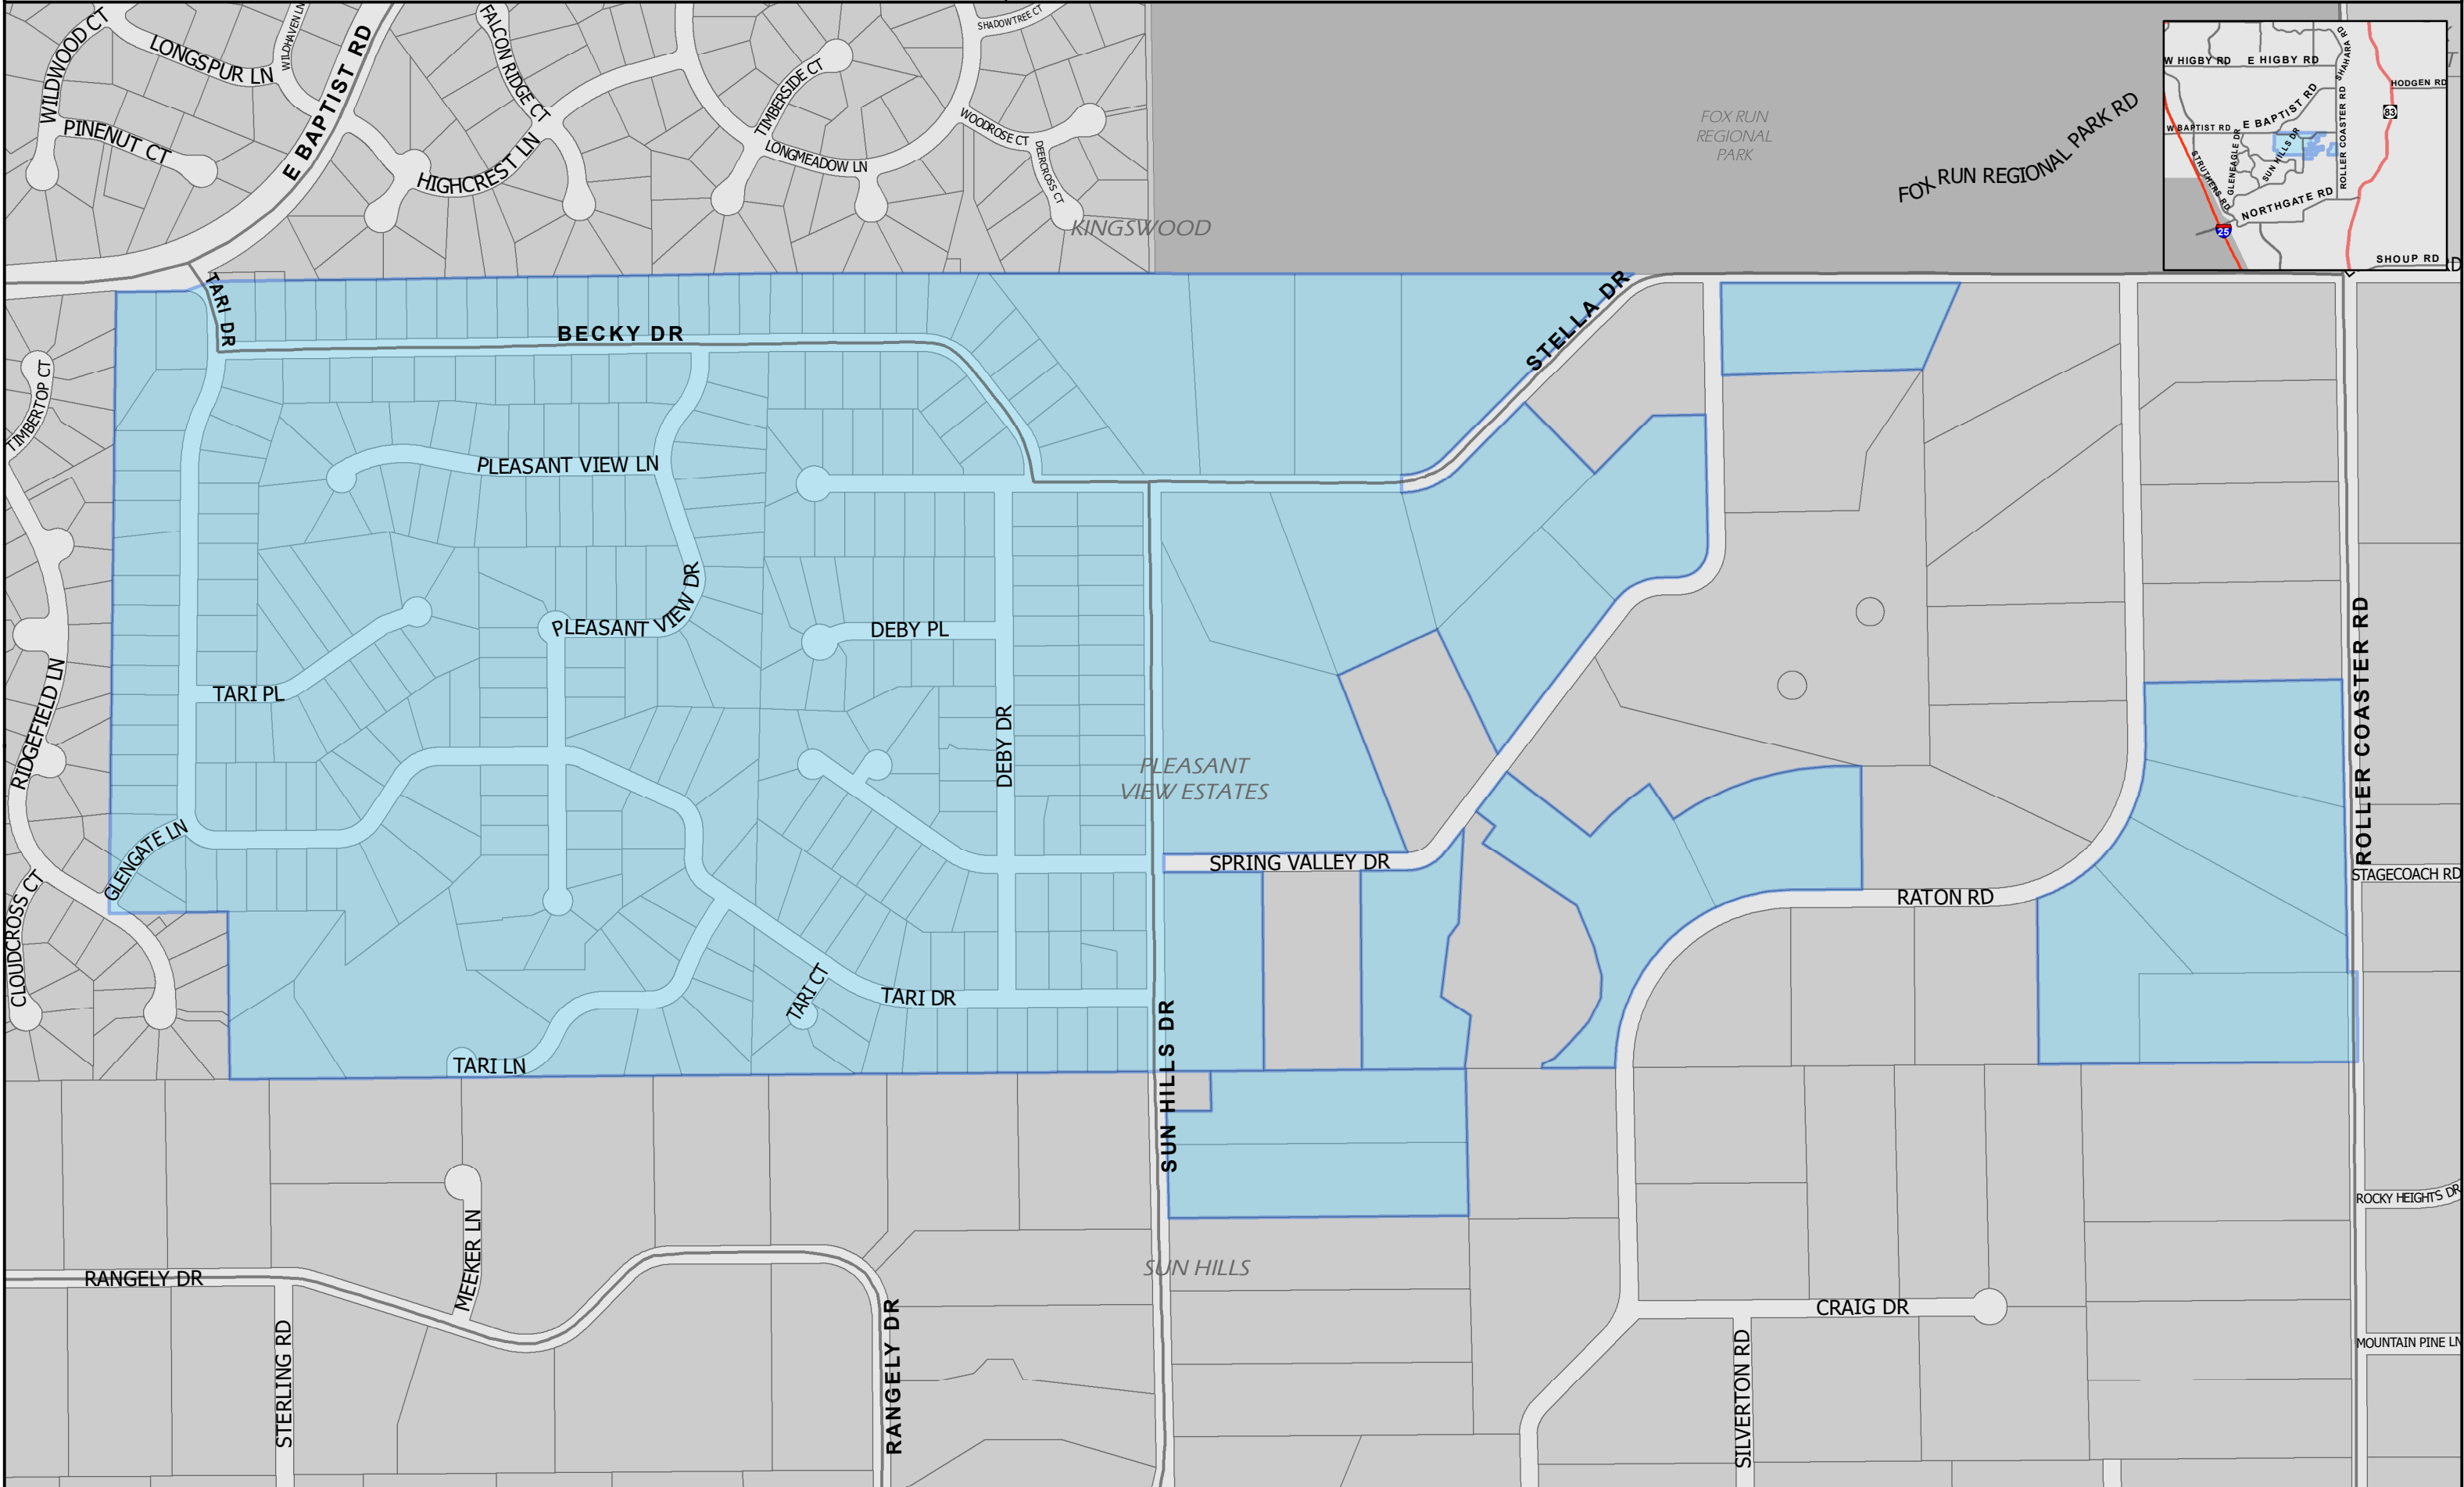 WILDWOOD CT
LONGSPUR LN
WILDHAVEN LN
E BAPTIST RD
FALCON RIDGE CT
SHADOWTREE CT
TIMBERSIDE CT
WOODROSE CT
PINENUT CT
HIGHCREST LN
LONGMEADOW LN
DEERCROSS CT
KINGSWOOD
FOX RUN
REGIONAL
PARK
FOX RUN REGIONAL PARK RD
W HIGBY RD
E HIGBY RD
SHAHARA RD
HODGEN RD
83
W BAPTIST RD
E BAPTIST RD
ROLLER COASTER RD
GLENEAGLE DR
SUN HILLS DR
STRUTHERS RD
NORTHGATE RD
25
SHOUP RD
TARI DR
BECKY DR
STELLA DR
TIMBERTOP CT
PLEASANT VIEW LN
PLEASANT VIEW DR
DEBY PL
TARI PL
RIDGEFIELD LN
DEBY DR
PLEASANT
VIEW ESTATES
ROLLER COASTER RD
GLENGATE LN
SPRING VALLEY DR
STAGECOACH RD
RATON RD
CLOUDCROSS CT
TARI CT
TARI DR
TARI LN
SUN HILLS DR
MEEKER LN
ROCKY HEIGHTS DR
SUN HILLS
RANGELY DR
CRAIG DR
STERLING RD
RANGELY DR
SILVERTON RD
MOUNTAIN PINE LN